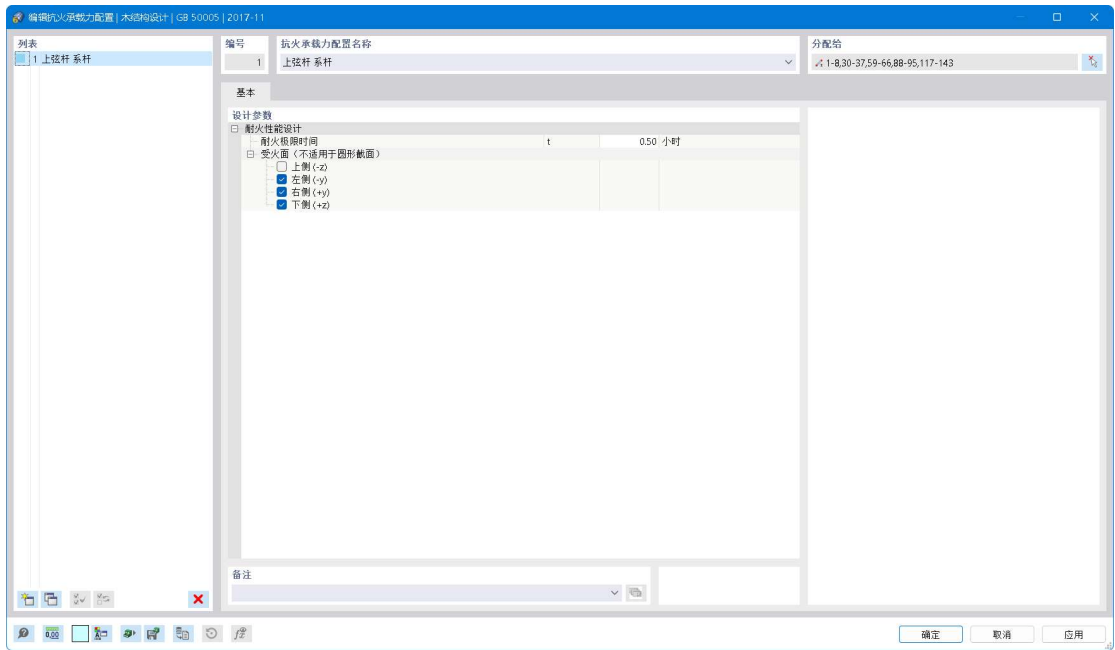 编辑抗火承载力配置 | 木结构设计 | GB 50005 | 2017-11
列表
1 上弦杆 系杆
编号
1
抗火承载力配置名称
上弦杆 系杆
分配给
1-8,30-37,59-66,88-95,117-143
基本
设计参数
耐火性能设计
耐火极限时间 t 0.50 小时
受火面（不适用于圆形截面）
上侧 (-z)
左侧 (-y)
右侧 (+y)
下侧 (+z)
备注
确定
取消
应用